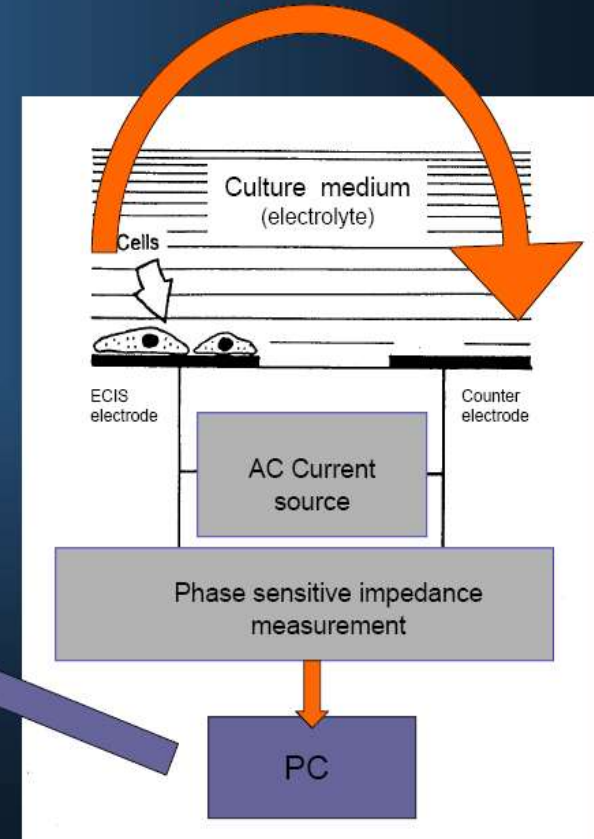 Culture medium
(electrolyte)
Cells
ECIS
electrode
Counter
electrode
AC Current
source
Phase sensitive impedance
measurement
PC